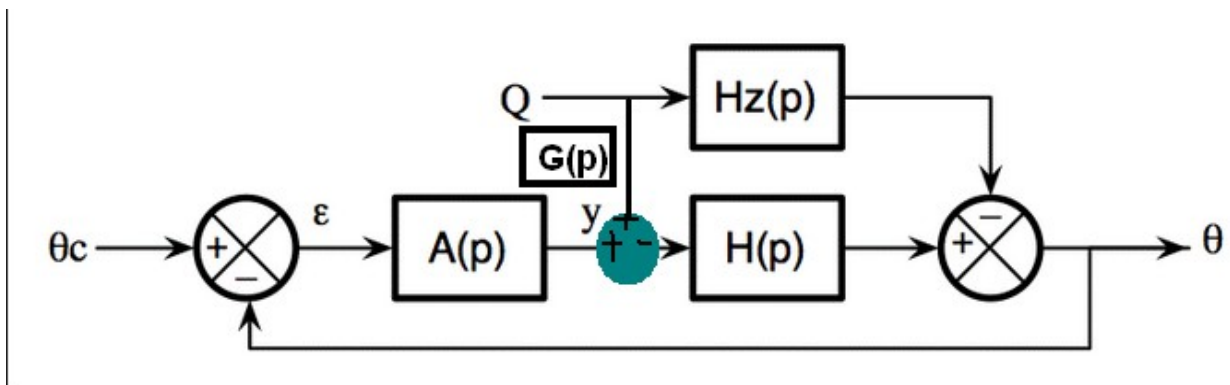 Q
Hz(p)
G(p)
θc
+
−
ε
A(p)
y
+
+
-
H(p)
+
−
θ